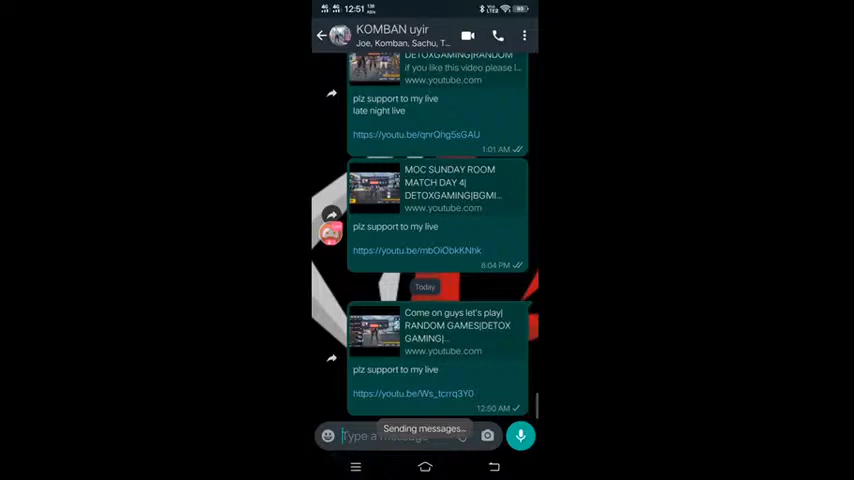 12:51
KOMBAN uyir
Joe, Komban, Sachu, T...
DETOXGAMING|RANDOM
if you like this video please l...
www.youtube.com
plz support to my live
late night live
https://youtu.be/qnrQhg5sGAU
1:01 AM
MOC SUNDAY ROOM
MATCH DAY 4|
DETOXGAMING|BGMI...
www.youtube.com
plz support to my live
https://youtu.be/mbOiObkKNhk
8:04 PM
Today
Come on guys let's play|
RANDOM GAMES|DETOX
GAMING|...
www.youtube.com
plz support to my live
https://youtu.be/Ws_tcrrq3Y0
12:50 AM
Type a message
Sending messages...